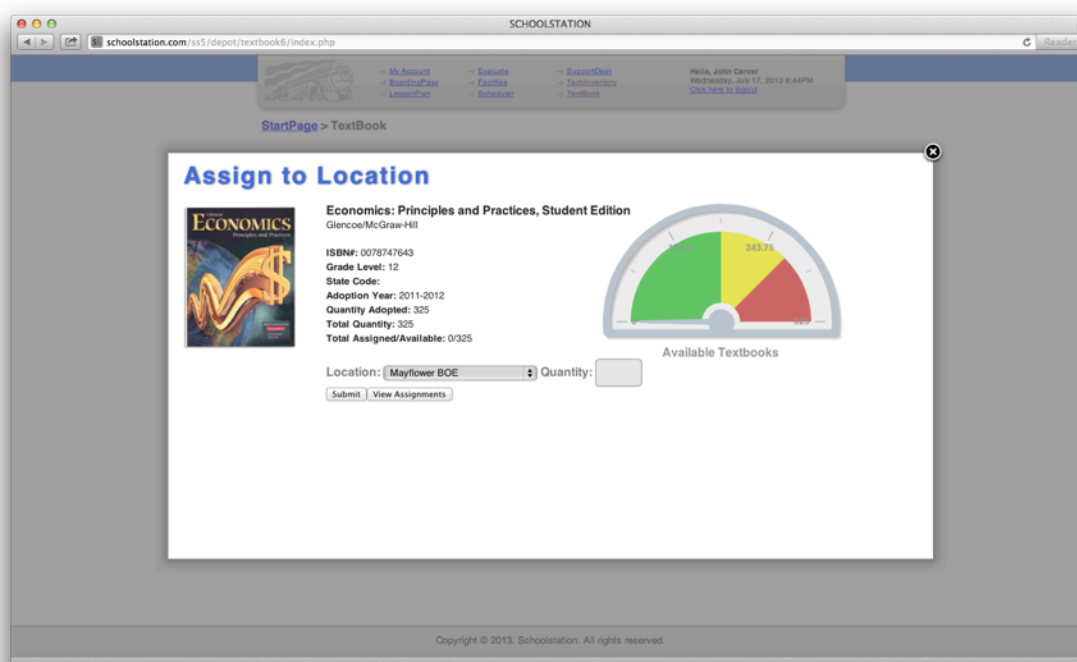 SCHOOLSTATION
schoolstation.com/ss5/depot/textbook6/index.php
Reader
My Account
BoardingPass
LessonPlan
Evaluate
Facilities
Scheduler
SupportDesk
TechInventory
TextBook
Hello, John Carver
Wednesday, July 17, 2013 6:44PM
Click here to logout
StartPage > TextBook
Assign to Location
Glencoe
ECONOMICS
Principles and Practices
Economics: Principles and Practices, Student Edition
Glencoe/McGraw-Hill
ISBN#: 0078747643
Grade Level: 12
State Code:
Adoption Year: 2011-2012
Quantity Adopted: 325
Total Quantity: 325
Total Assigned/Available: 0/325
243.75
325
Available Textbooks
Location: Mayflower BOE Quantity:
Submit View Assignments
Copyright © 2013. Schoolstation. All rights reserved.